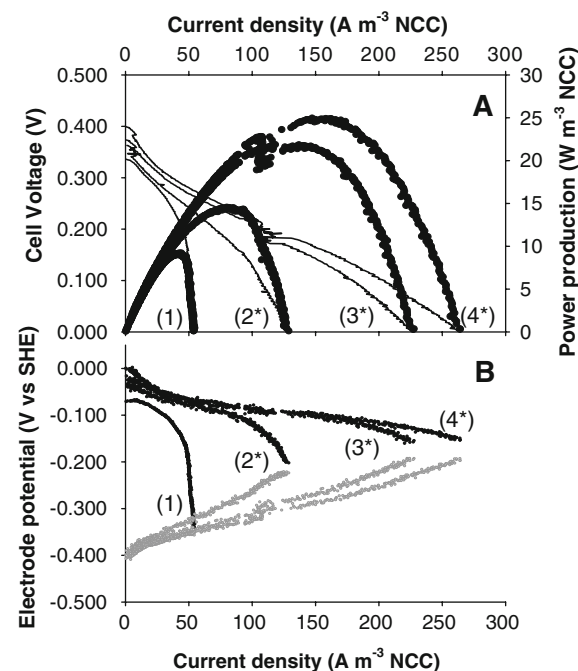 Current density (A m⁻³ NCC)
0 50 100 150 200 250 300
0.500 30
A
0.400 25
20
0.300
15
0.200
10
0.100 5
(1) (2*) (3*) (4*)
0.000 0
Cell Voltage (V)
Power production (W m⁻³ NCC)
0.000 B
-0.100
(4*)
(3*)
-0.200 (2*)
(1)
-0.300
-0.400
-0.500
0 50 100 150 200 250 300
Electrode potential (V vs SHE)
Current density (A m⁻³ NCC)